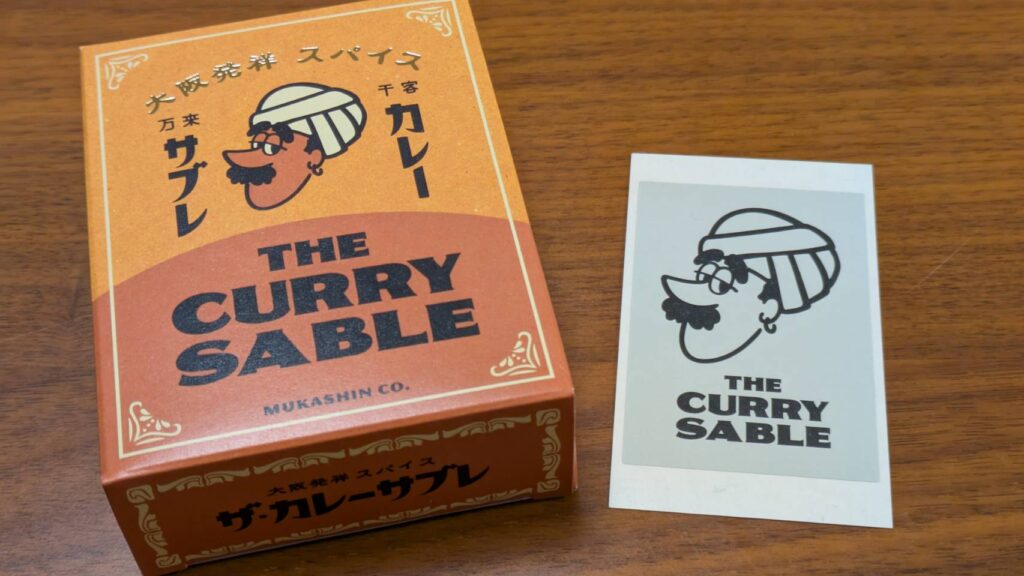 大阪発祥 スパイス
千客
カレー
万来
サブレ
THE
CURRY
SABLE
MUKASHIN CO.
大阪発祥 スパイス
ザ・カレーサブレ
THE
CURRY
SABLE